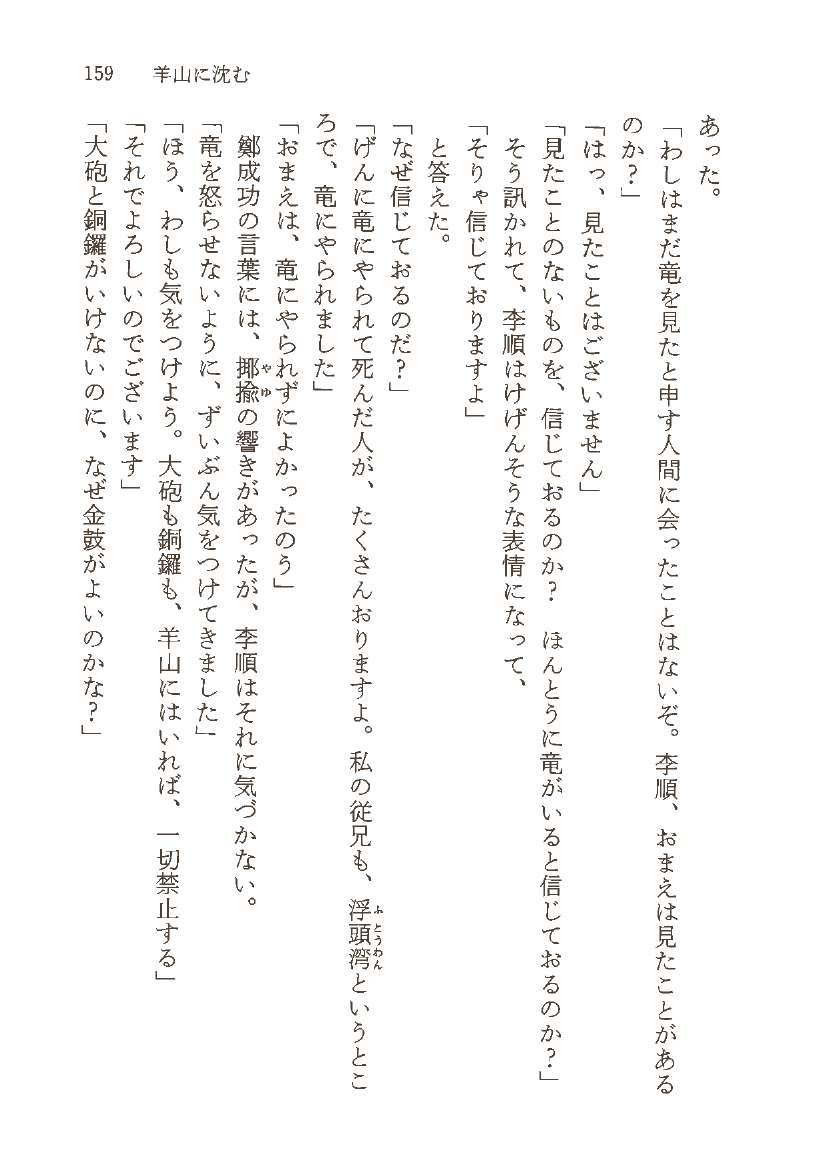 159 羊山に沈む
あった。
「わしはまだ竜を見たと申す人間に会ったことはないぞ。李順、おまえは見たことがある
のか？」
「はっ、見たことはございません」
「見たことのないものを、信じておるのか？　ほんとうに竜がいると信じておるのか？」
そう訊かれて、李順はけげんそうな表情になって、
「そりゃ信じておりますよ」
と答えた。
「なぜ信じておるのだ？」
「げんに竜にやられて死んだ人が、たくさんおりますよ。私の従兄も、浮頭湾というとこ
ろで、竜にやられました」
「おまえは、竜にやられずによかったのう」
鄭成功の言葉には、揶揄の響きがあったが、李順はそれに気づかない。
「竜を怒らせないように、ずいぶん気をつけてきました」
「ほう、わしも気をつけよう。大砲も銅鑼も、羊山にはいれば、一切禁止する」
「それでよろしいのでございます」
「大砲と銅鑼がいけないのに、なぜ金鼓がよいのかな？」